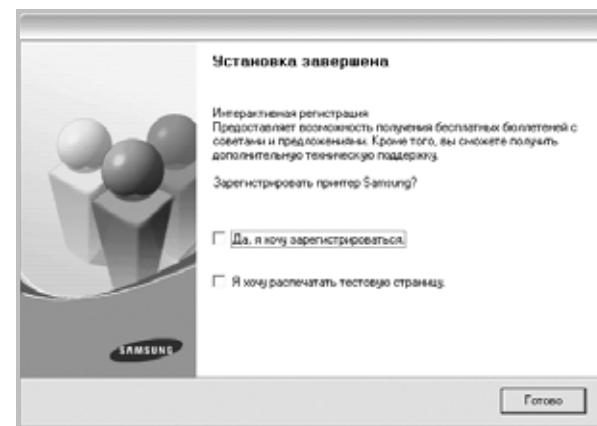 Установка завершена
Интерактивная регистрация
Предоставляет возможность получения бесплатных бюллетеней с
советами и предложениями. Кроме того, вы сможете получить
дополнительную техническую поддержку.
Зарегистрировать принтер Samsung?
Да, я хочу зарегистрироваться.
Я хочу распечатать тестовую страницу.
SAMSUNG
Готово